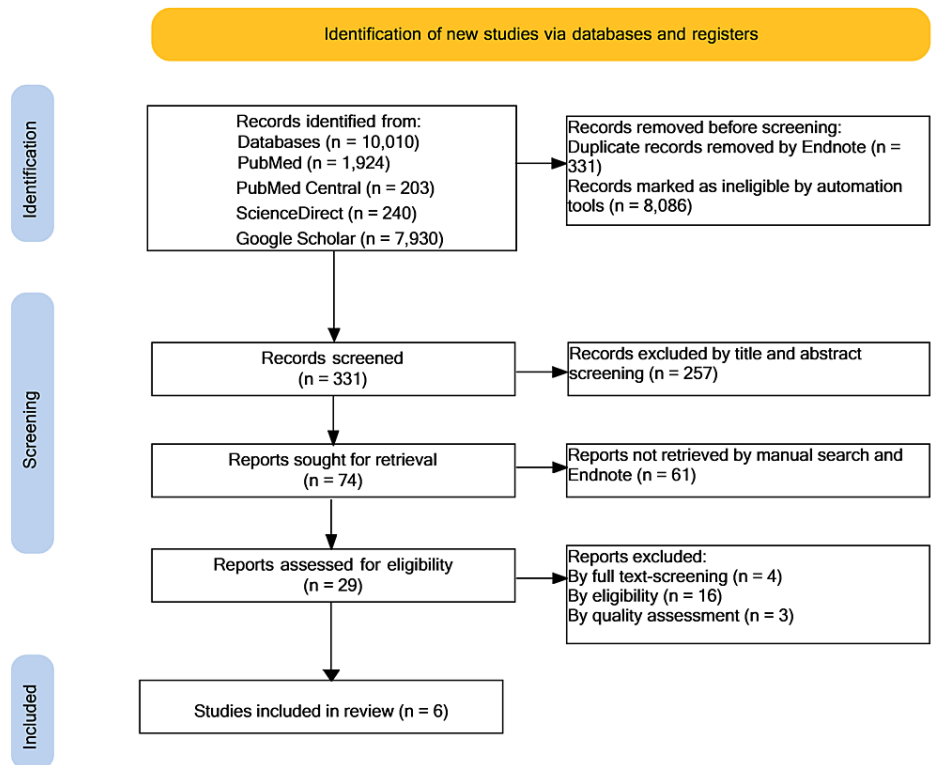 Identification of new studies via databases and registers
Identification
Records identified from:
Databases (n = 10,010)
PubMed (n = 1,924)
PubMed Central (n = 203)
ScienceDirect (n = 240)
Google Scholar (n = 7,930)
Records removed before screening:
Duplicate records removed by Endnote (n =
331)
Records marked as ineligible by automation
tools (n = 8,086)
Screening
Records screened
(n = 331)
Records excluded by title and abstract
screening (n = 257)
Reports sought for retrieval
(n = 74)
Reports not retrieved by manual search and
Endnote (n = 61)
Reports assessed for eligibility
(n = 29)
Reports excluded:
By full text-screening (n = 4)
By eligibility (n = 16)
By quality assessment (n = 3)
Included
Studies included in review (n = 6)